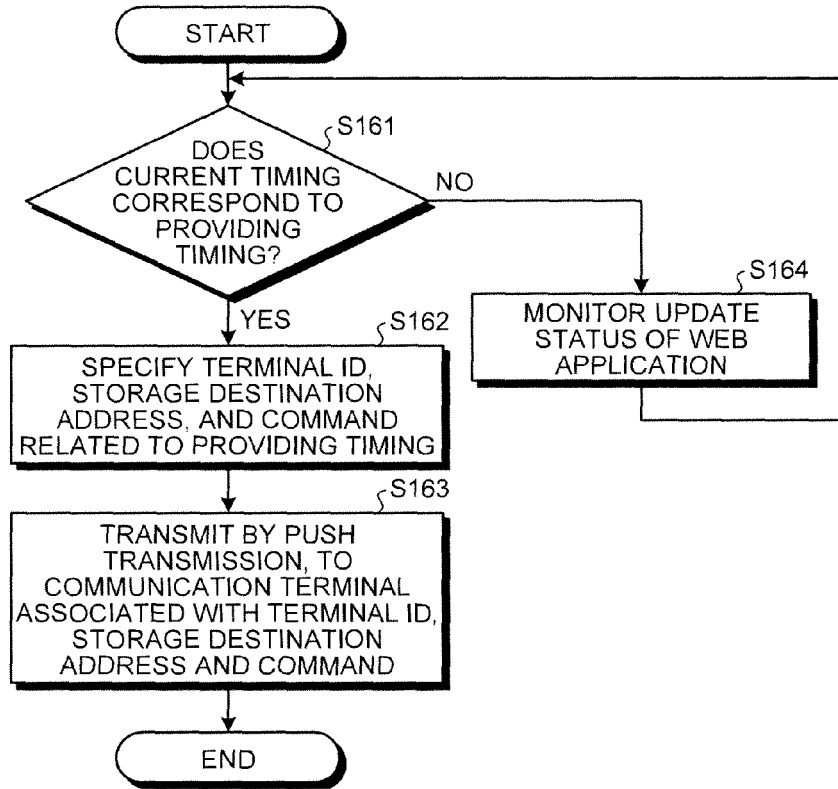 START
S161
DOES
CURRENT TIMING
CORRESPOND TO
PROVIDING
TIMING?
NO
YES
S164
MONITOR UPDATE
STATUS OF WEB
APPLICATION
S162
SPECIFY TERMINAL ID,
STORAGE DESTINATION
ADDRESS, AND COMMAND
RELATED TO PROVIDING TIMING
S163
TRANSMIT BY PUSH
TRANSMISSION, TO
COMMUNICATION TERMINAL
ASSOCIATED WITH TERMINAL ID,
STORAGE DESTINATION
ADDRESS AND COMMAND
END